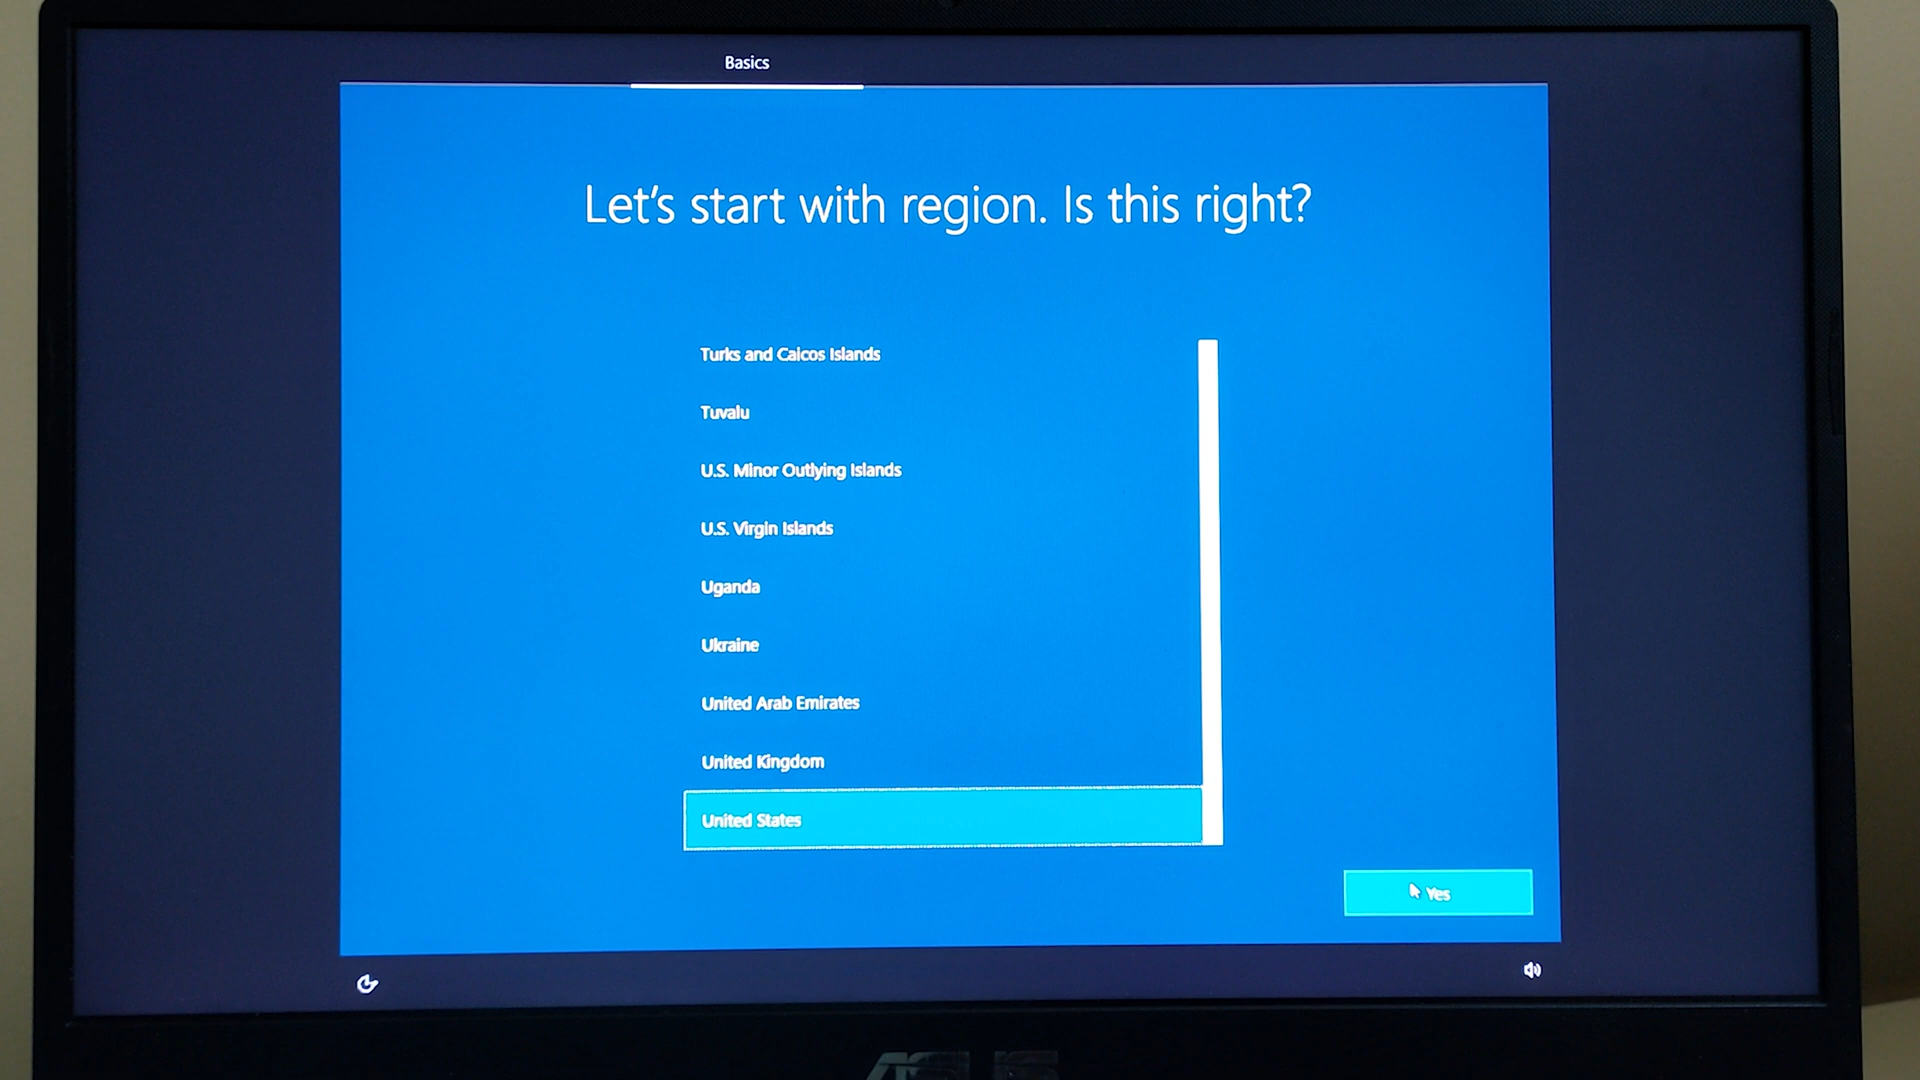 Basics
Let's start with region. Is this right?
Turks and Caicos Islands
Tuvalu
U.S. Minor Outlying Islands
U.S. Virgin Islands
Uganda
Ukraine
United Arab Emirates
United Kingdom
United States
Yes